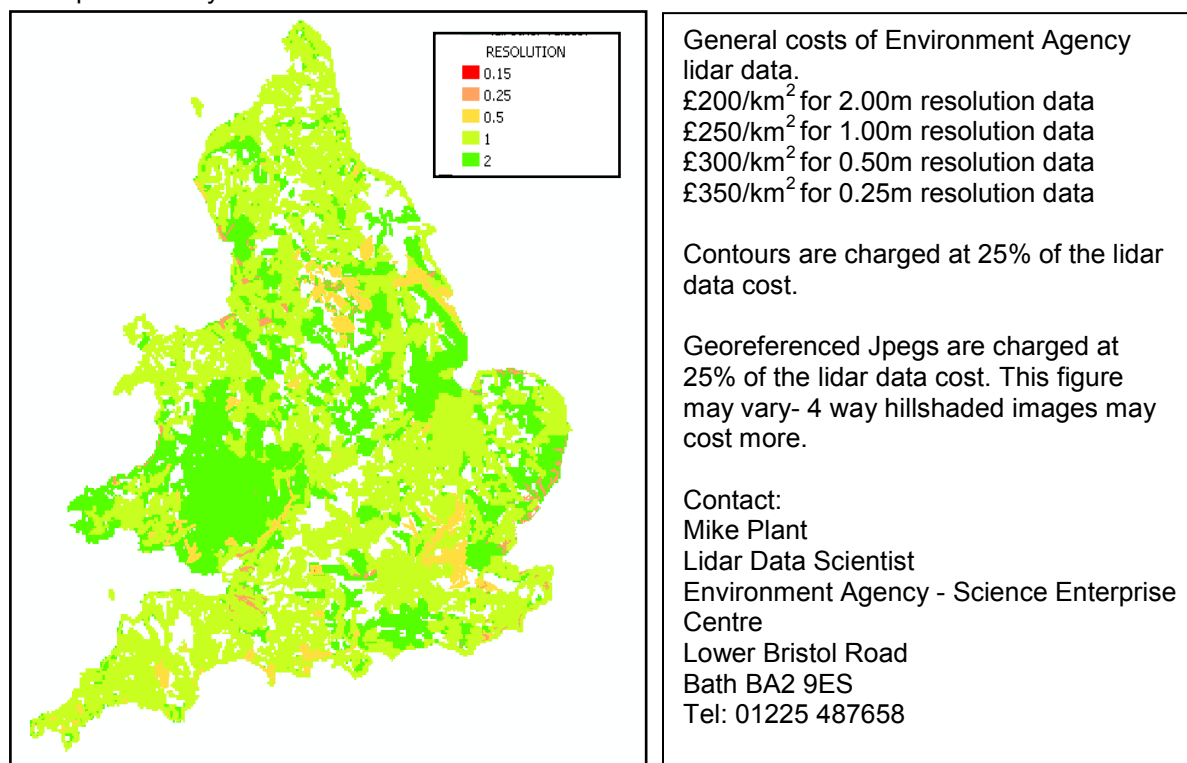 RESOLUTION
0.15
0.25
0.5
1
2
General costs of Environment Agency
lidar data.
£200/km² for 2.00m resolution data
£250/km² for 1.00m resolution data
£300/km² for 0.50m resolution data
£350/km² for 0.25m resolution data
Contours are charged at 25% of the lidar
data cost.
Georeferenced Jpegs are charged at
25% of the lidar data cost. This figure
may vary- 4 way hillshaded images may
cost more.
Contact:
Mike Plant
Lidar Data Scientist
Environment Agency - Science Enterprise
Centre
Lower Bristol Road
Bath BA2 9ES
Tel: 01225 487658